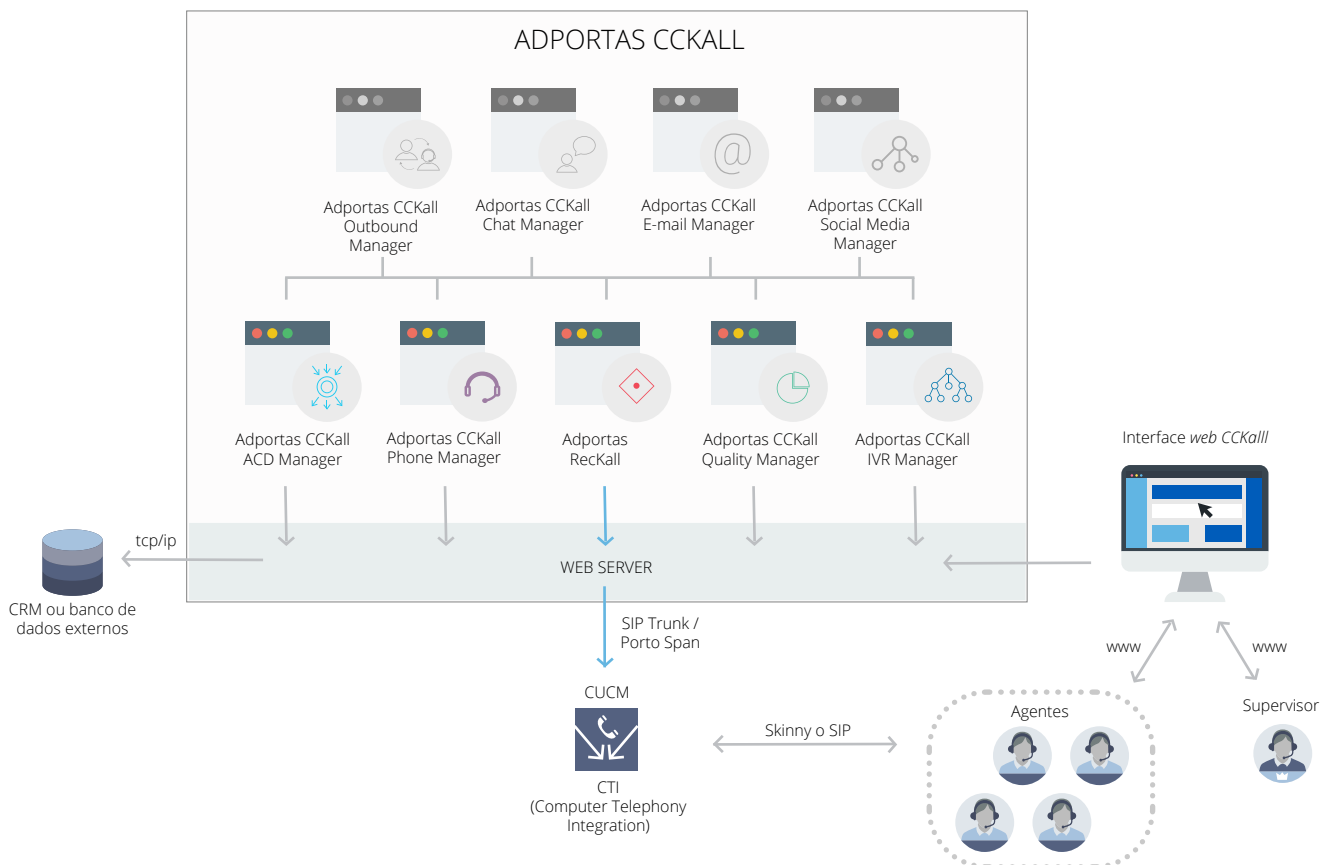 ADPORTAS CCKALL
Adportas CCKall
Outbound
Manager
Adportas CCKall
Chat Manager
Adportas CCKall
E-mail Manager
Adportas CCKall
Social Media
Manager
Adportas CCKall
ACD Manager
Adportas CCKall
Phone Manager
Adportas
RecKall
Adportas CCKall
Quality Manager
Adportas CCKall
IVR Manager
Interface web CCKalll
tcp/ip
WEB SERVER
CRM ou banco de
dados externos
SIP Trunk /
Porto Span
www
www
CUCM
Skinny o SIP
Agentes
Supervisor
CTI
(Computer Telephony
Integration)